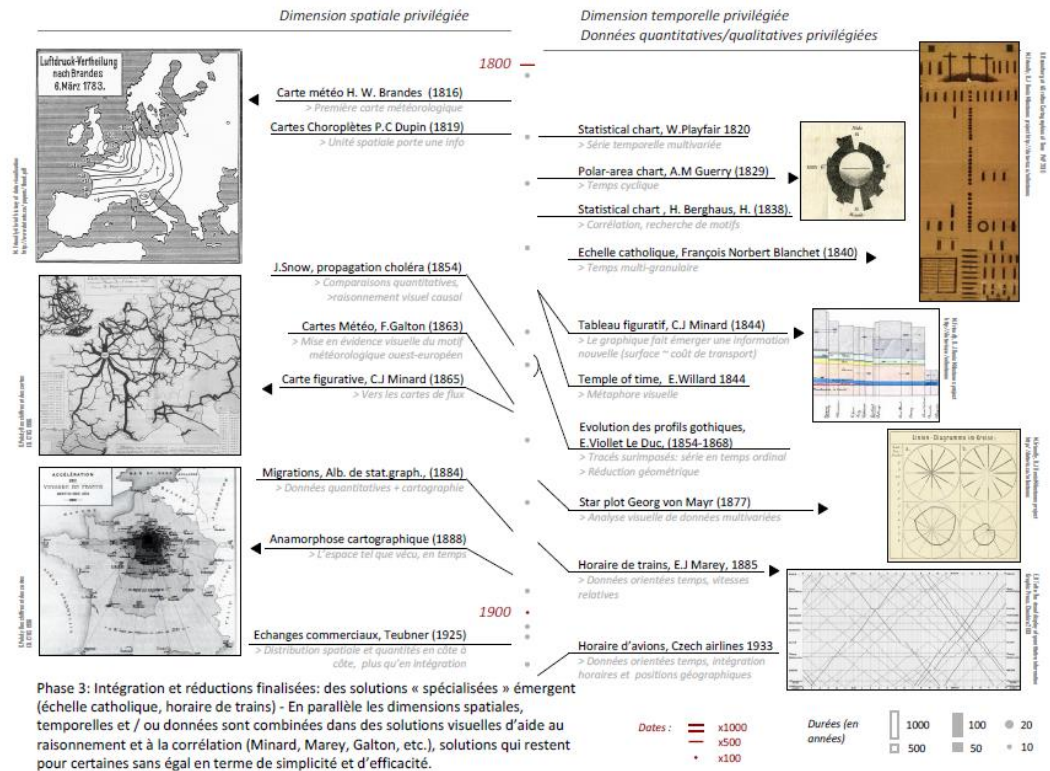 Dimension spatiale privilégiée
Dimension temporelle privilégiée
Données quantitatives/qualitatives privilégiées
1800
Luftdruck-Vertheilung
nach Brandes
6.März 1783.
Carte météo H. W. Brandes (1816)
> Première carte météorologique
Cartes Choroplètes P.C Dupin (1819)
> Unité spatiale porte une info
Statistical chart, W.Playfair 1820
> Série temporelle multivariée
Polar-area chart, A.M Guerry (1829)
> Temps cyclique
Statistical chart , H. Berghaus, H. (1838).
> Corrélation, recherche de motifs
Echelle catholique, François Norbert Blanchet (1840)
> Temps multi-granulaire
J.Snow, propagation choléra (1854)
> Comparaisons quantitatives,
>raisonnement visuel causal
Cartes Météo, F.Galton (1863)
> Mise en évidence visuelle du motif
météorologique ouest-européen
Carte figurative, C.J Minard (1865)
> Vers les cartes de flux
Tableau figuratif, C.J Minard (1844)
> Le graphique fait émerger une information
nouvelle (surface ~ coût de transport)
Temple of time, E.Willard 1844
> Métaphore visuelle
Evolution des profils gothiques,
E.Viollet Le Duc, (1854-1868)
> Tracés surimposés: série en temps ordinal
> Réduction géométrique
Linien-Diagramme im Kreise:
Migrations, Alb. de stat.graph., (1884)
> Données quantitatives + cartographie
Star plot Georg von Mayr (1877)
> Analyse visuelle de données multivariées
ACCÉLÉRATION
DES
VOYAGES DE FRANCE
Anamorphose cartographique (1888)
> L'espace tel que vécu, en temps
Horaire de trains, E.J Marey, 1885
> Données orientées temps, vitesses
relatives
1900
Echanges commerciaux, Teubner (1925)
> Distribution spatiale et quantités en côte à
côte, plus qu'en intégration
Horaire d'avions, Czech airlines 1933
> Données orientées temps, intégration
horaires et positions géographiques
Phase 3: Intégration et réductions finalisées: des solutions « spécialisées » émergent
(échelle catholique, horaire de trains) - En parallèle les dimensions spatiales,
temporelles et / ou données sont combinées dans des solutions visuelles d'aide au
raisonnement et à la corrélation (Minard, Marey, Galton, etc.), solutions qui restent
pour certaines sans égal en terme de simplicité et d'efficacité.
Dates :
x1000
x500
x100
Durées (en
années)
1000
500
100
50
20
10